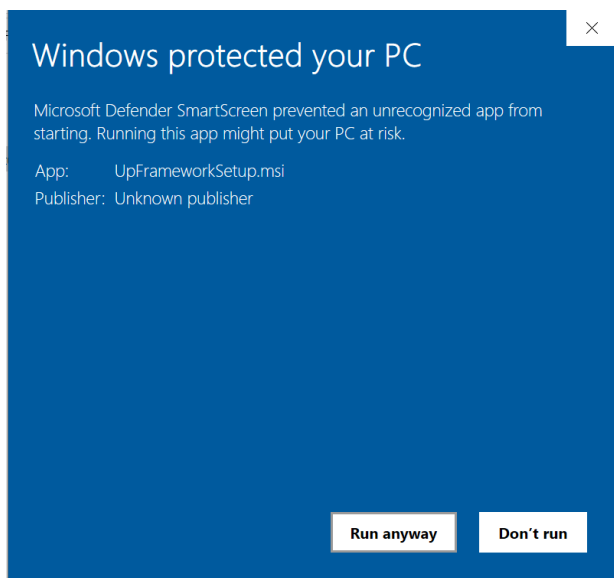 Windows protected your PC
Microsoft Defender SmartScreen prevented an unrecognized app from
starting. Running this app might put your PC at risk.
App: UpFrameworkSetup.msi
Publisher: Unknown publisher
Run anyway
Don't run